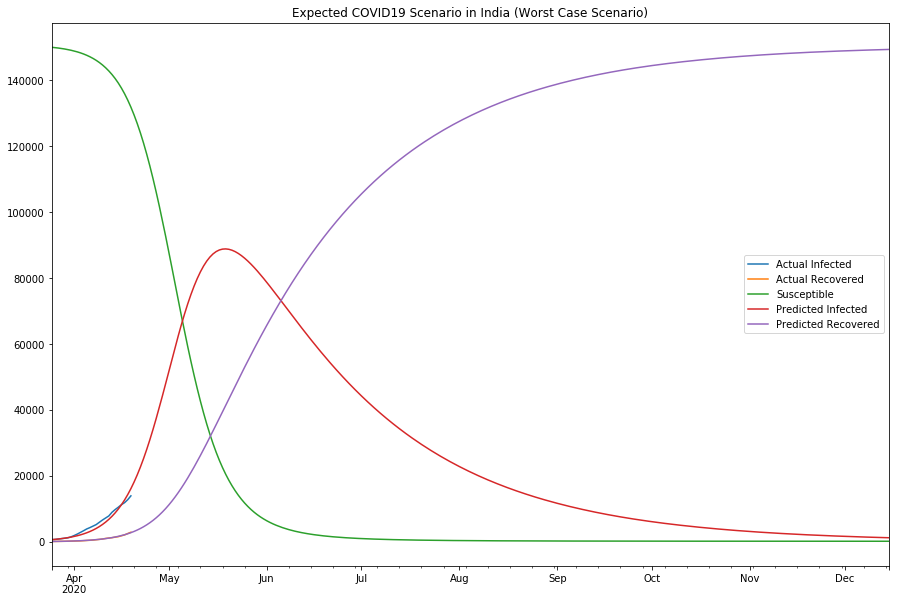 Expected COVID19 Scenario in India (Worst Case Scenario)
140000
120000
100000
80000
60000
40000
20000
0
Actual Infected
Actual Recovered
Susceptible
Predicted Infected
Predicted Recovered
Apr May Jun Jul Aug Sep Oct Nov Dec
2020